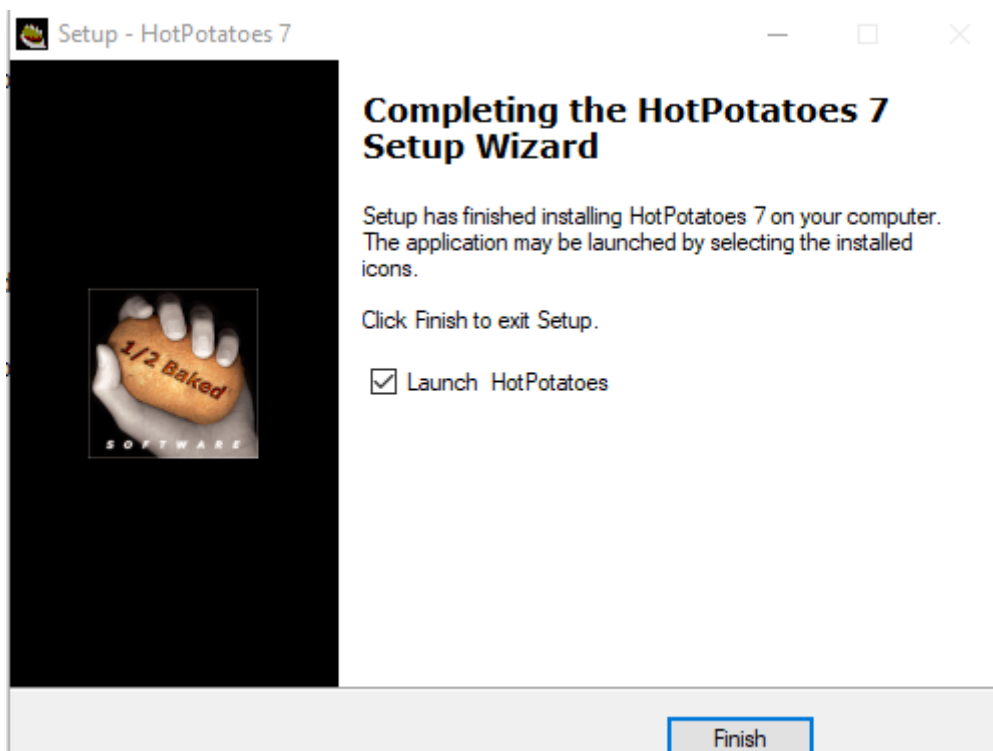 Setup - HotPotatoes 7
Completing the HotPotatoes 7
Setup Wizard
Setup has finished installing HotPotatoes 7 on your computer.
The application may be launched by selecting the installed
icons.
Click Finish to exit Setup.
1/2 Baked
SOFTWARE
Launch HotPotatoes
Finish